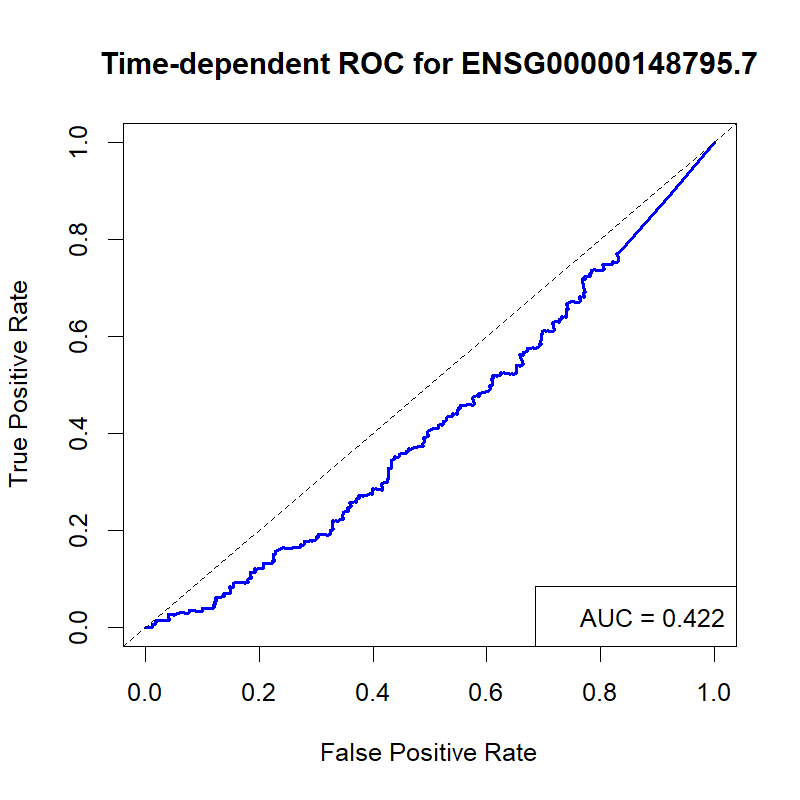 Time-dependent ROC for ENSG00000148795.7
True Positive Rate
1.0
0.8
0.6
0.4
0.2
0.0
AUC = 0.422
0.0 0.2 0.4 0.6 0.8 1.0
False Positive Rate